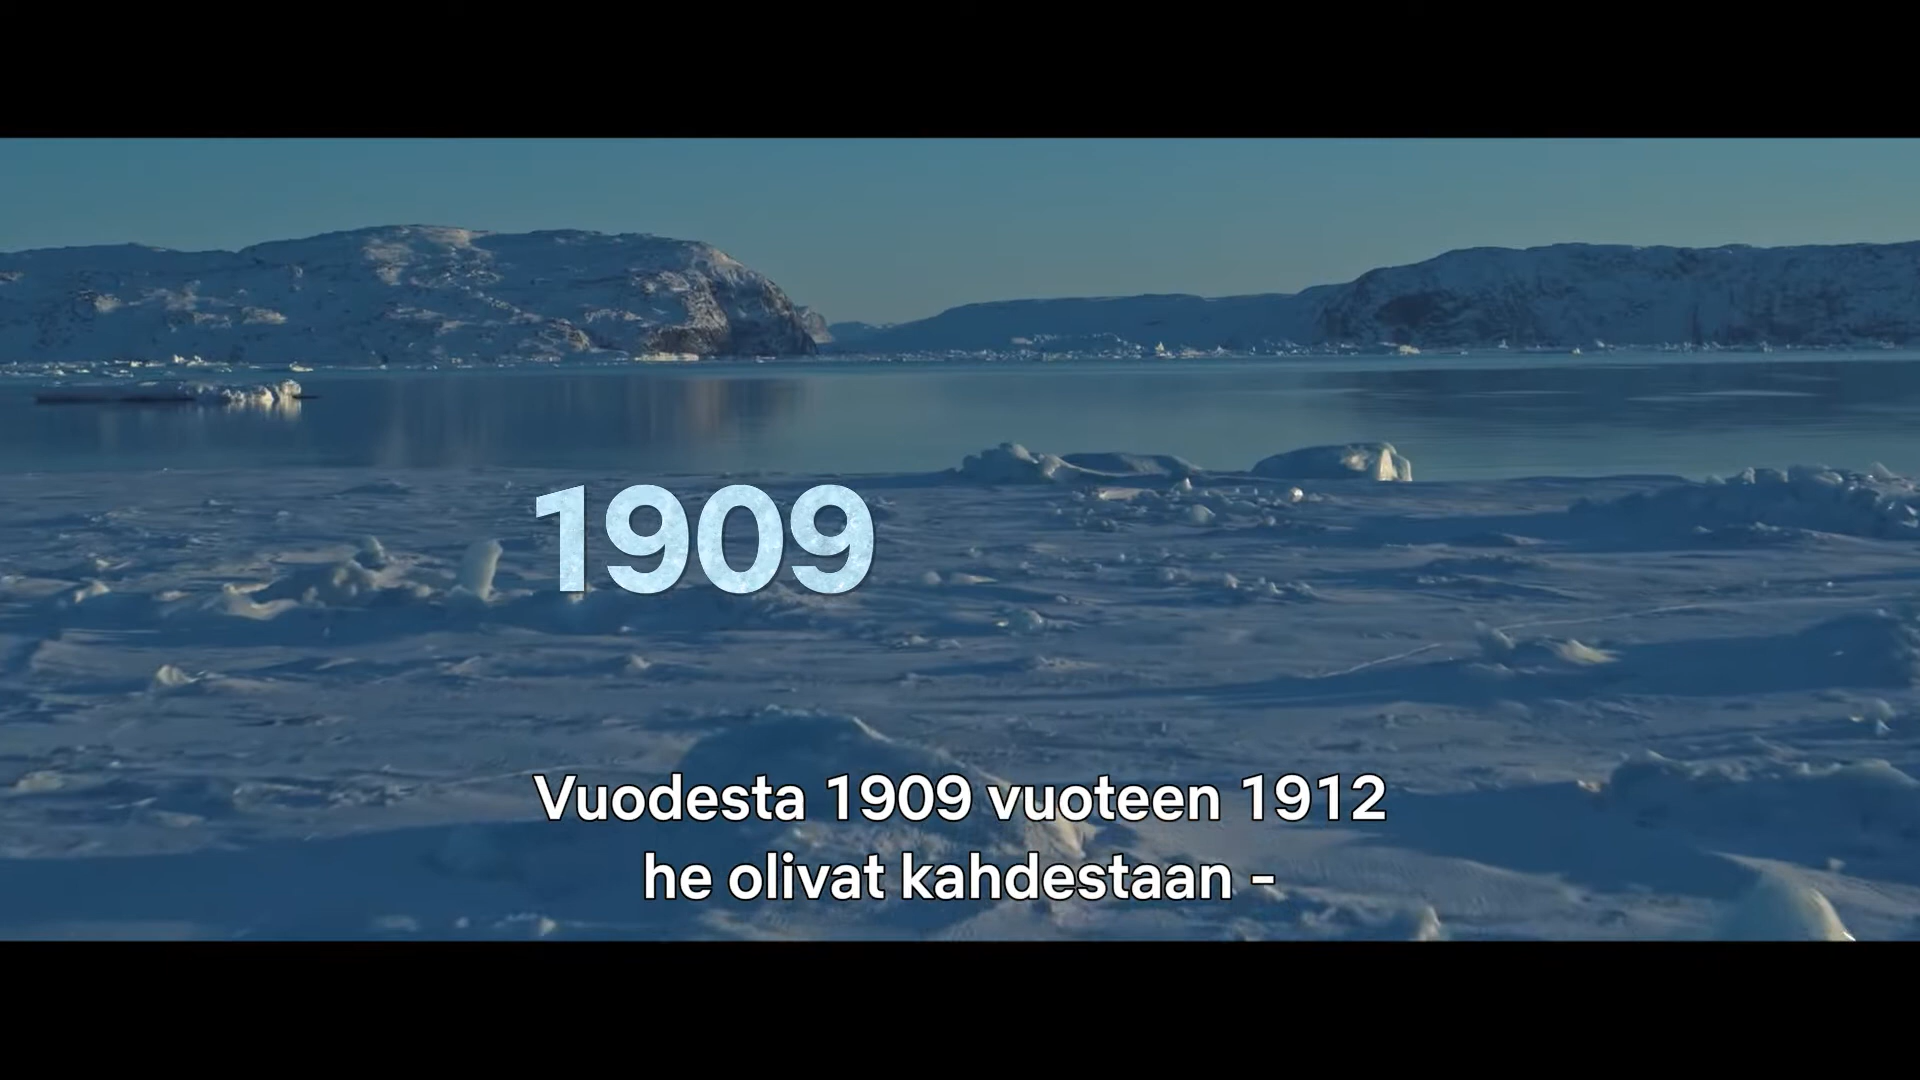 1909
Vuodesta 1909 vuoteen 1912
he olivat kahdestaan -